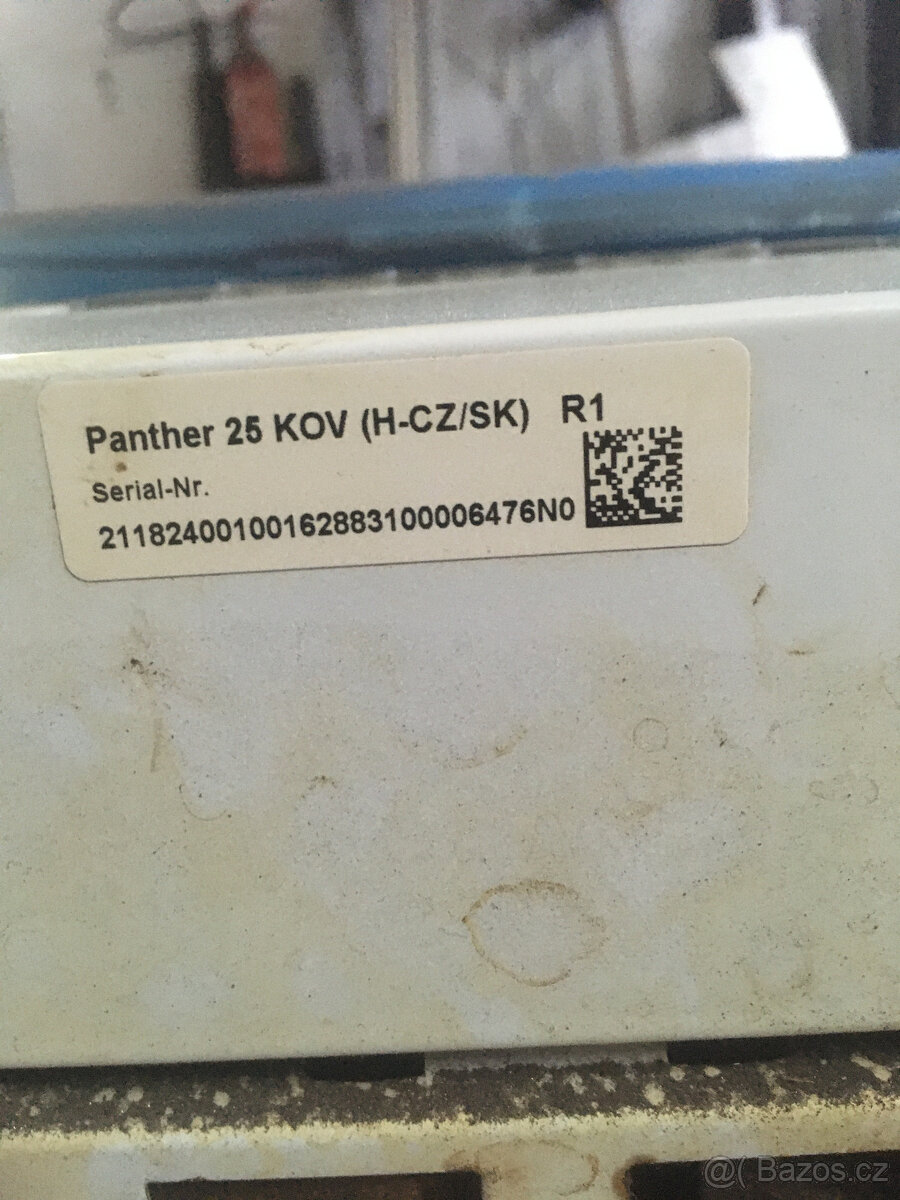 Panther 25 KOV (H-CZ/SK) R1
Serial-Nr.
21182400100162883100006476N0
@( Bazos.cz